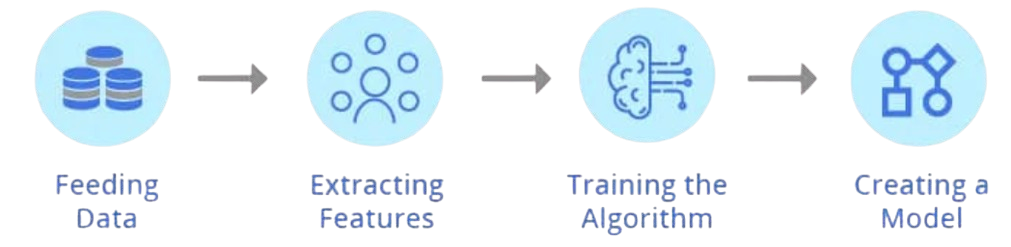 Feeding
Data
Extracting
Features
Training the
Algorithm
Creating a
Model